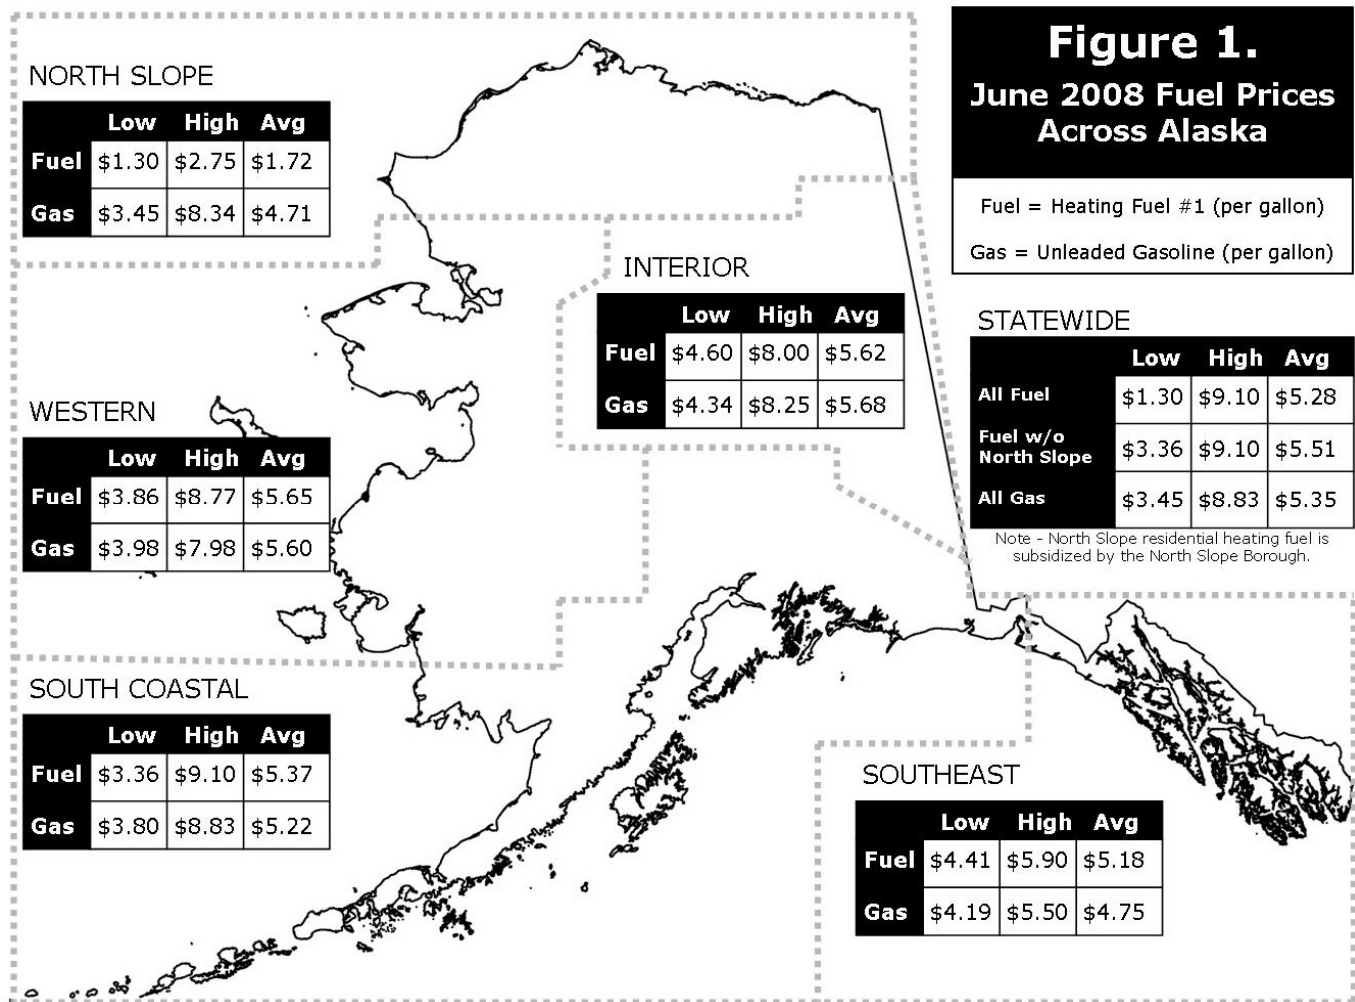 Figure 1.
June 2008 Fuel Prices
Across Alaska
Fuel = Heating Fuel #1 (per gallon)
Gas = Unleaded Gasoline (per gallon)
NORTH SLOPE
Low High Avg
Fuel $1.30 $2.75 $1.72
Gas $3.45 $8.34 $4.71
INTERIOR
Low High Avg
Fuel $4.60 $8.00 $5.62
Gas $4.34 $8.25 $5.68
STATEWIDE
Low High Avg
All Fuel $1.30 $9.10 $5.28
Fuel w/o
North Slope $3.36 $9.10 $5.51
All Gas $3.45 $8.83 $5.35
Note - North Slope residential heating fuel is
subsidized by the North Slope Borough.
WESTERN
Low High Avg
Fuel $3.86 $8.77 $5.65
Gas $3.98 $7.98 $5.60
SOUTH COASTAL
Low High Avg
Fuel $3.36 $9.10 $5.37
Gas $3.80 $8.83 $5.22
SOUTHEAST
Low High Avg
Fuel $4.41 $5.90 $5.18
Gas $4.19 $5.50 $4.75